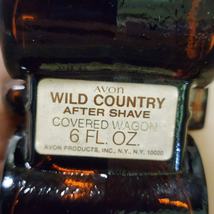 Avon
WILD COUNTRY
AFTER SHAVE
COVERED WAGON
6 FL. OZ.
AVON PRODUCTS, INC., N.Y., N.Y. 10020